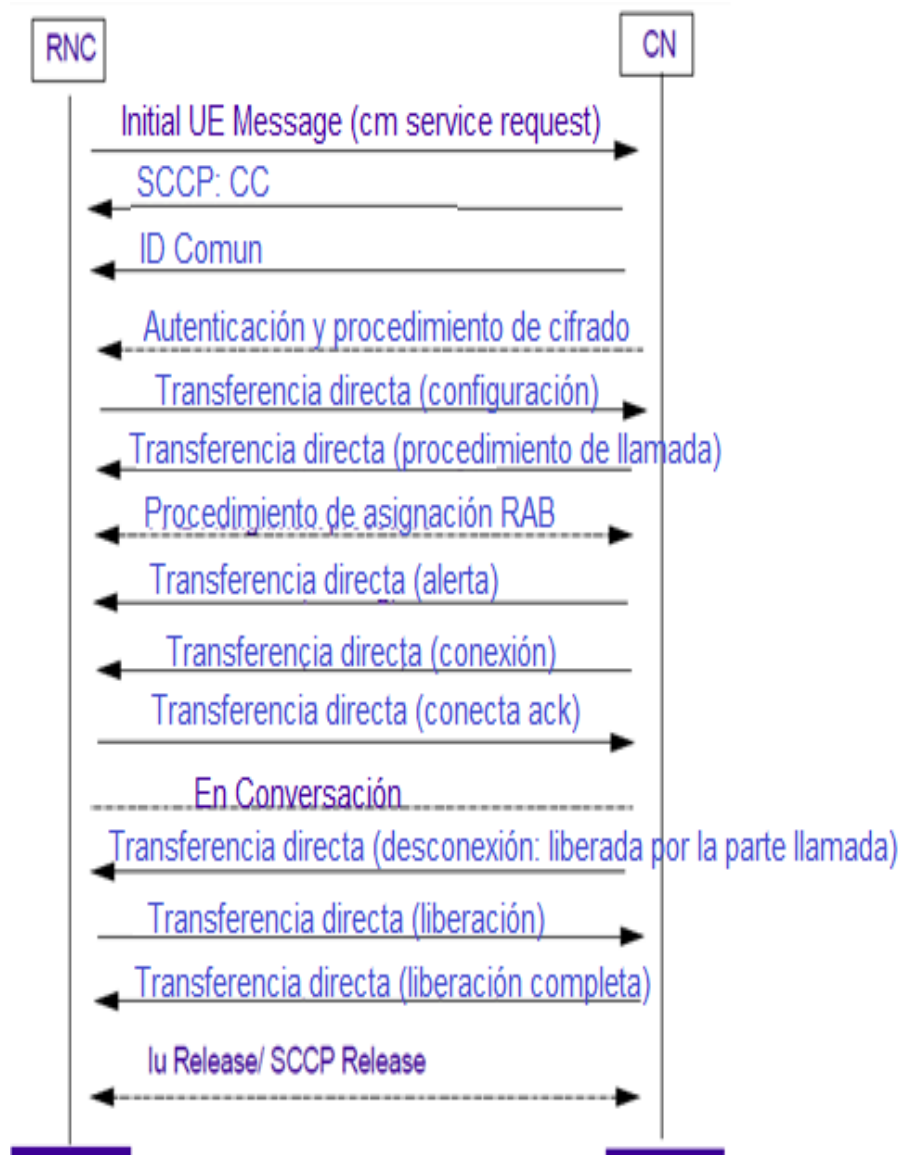 RNC
CN
Initial UE Message (cm service request)
SCCP: CC
ID Comun
Autenticación y procedimiento de cifrado
Transferencia directa (configuración)
Transferencia directa (procedimiento de llamada)
Procedimiento de asignación RAB
Transferencia directa (alerta)
Transferencia directa (conexión)
Transferencia directa (conecta ack)
En Conversación
Transferencia directa (desconexión: liberada por la parte llamada)
Transferencia directa (liberación)
Transferencia directa (liberación completa)
Iu Release/ SCCP Release